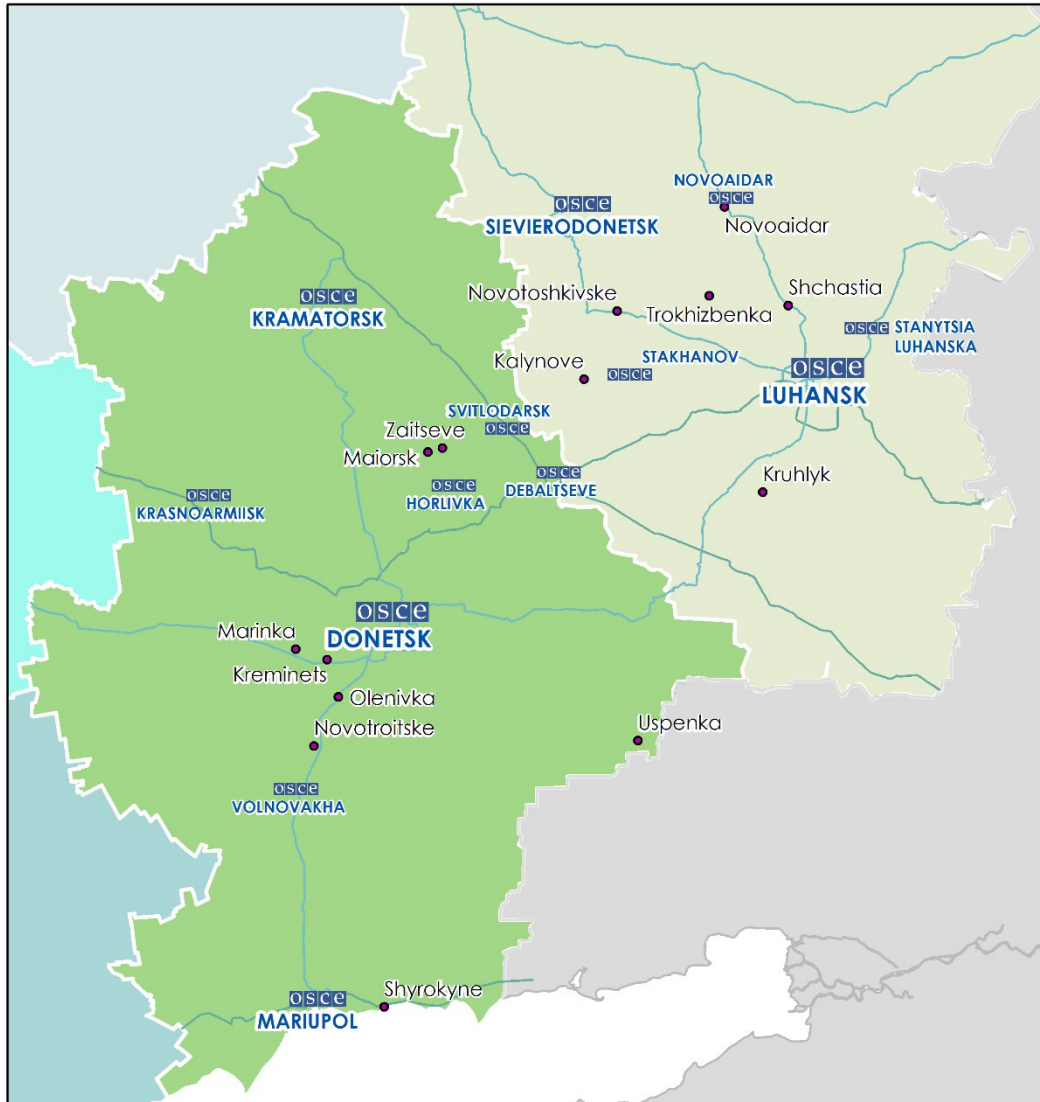 NOVOAIDAR
osce
Novoaidar
osce
SIEVIERODONETSK
osce
KRAMATORSK
Novotoshkivske
Trokhizbenka
Shchastia
osce
STANYTSIA
LUHANSKA
Kalynove
osce
STAKHANOV
osce
LUHANSK
SVITLODARSK
osce
Zaitseve
Maiorsk
osce
HORLIVKA
osce
DEBALTSEVE
Kruhlyk
osce
KRASNOARMIISK
osce
DONETSK
Marinka
Kreminets
Olenivka
Novotroitske
Uspenka
osce
VOLNOVAKHA
Shyrokyne
osce
MARIUPOL